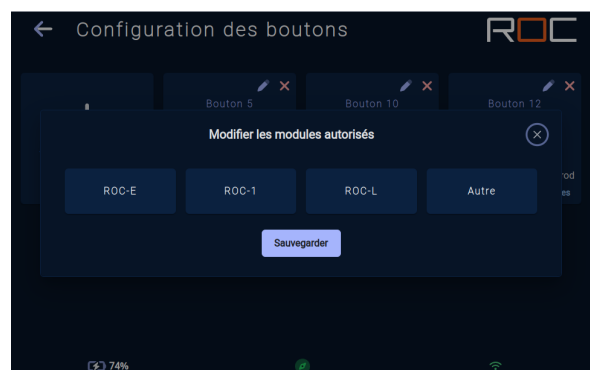 Configuration des boutons
ROC
Bouton 5
Bouton 10
Bouton 12
Modifier les modules autorisés
ROC-E
ROC-1
ROC-L
Autre
Sauvegarder
74%